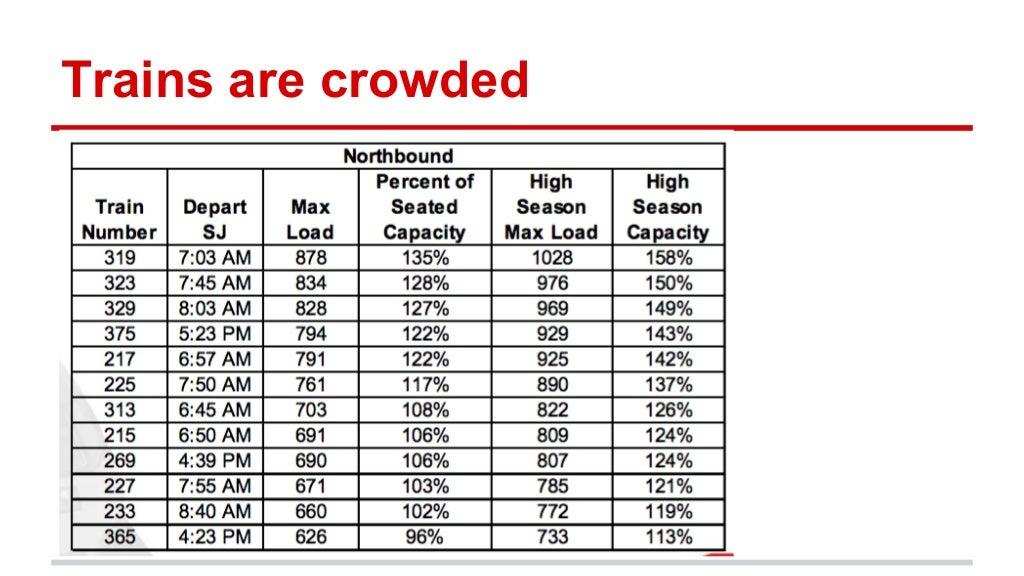 Trains are crowded
Northbound
Train Number Depart SJ Max Load Percent of Seated Capacity High Season Max Load High Season Capacity
319 7:03 AM 878 135% 1028 158%
323 7:45 AM 834 128% 976 150%
329 8:03 AM 828 127% 969 149%
375 5:23 PM 794 122% 929 143%
217 6:57 AM 791 122% 925 142%
225 7:50 AM 761 117% 890 137%
313 6:45 AM 703 108% 822 126%
215 6:50 AM 691 106% 809 124%
269 4:39 PM 690 106% 807 124%
227 7:55 AM 671 103% 785 121%
233 8:40 AM 660 102% 772 119%
365 4:23 PM 626 96% 733 113%